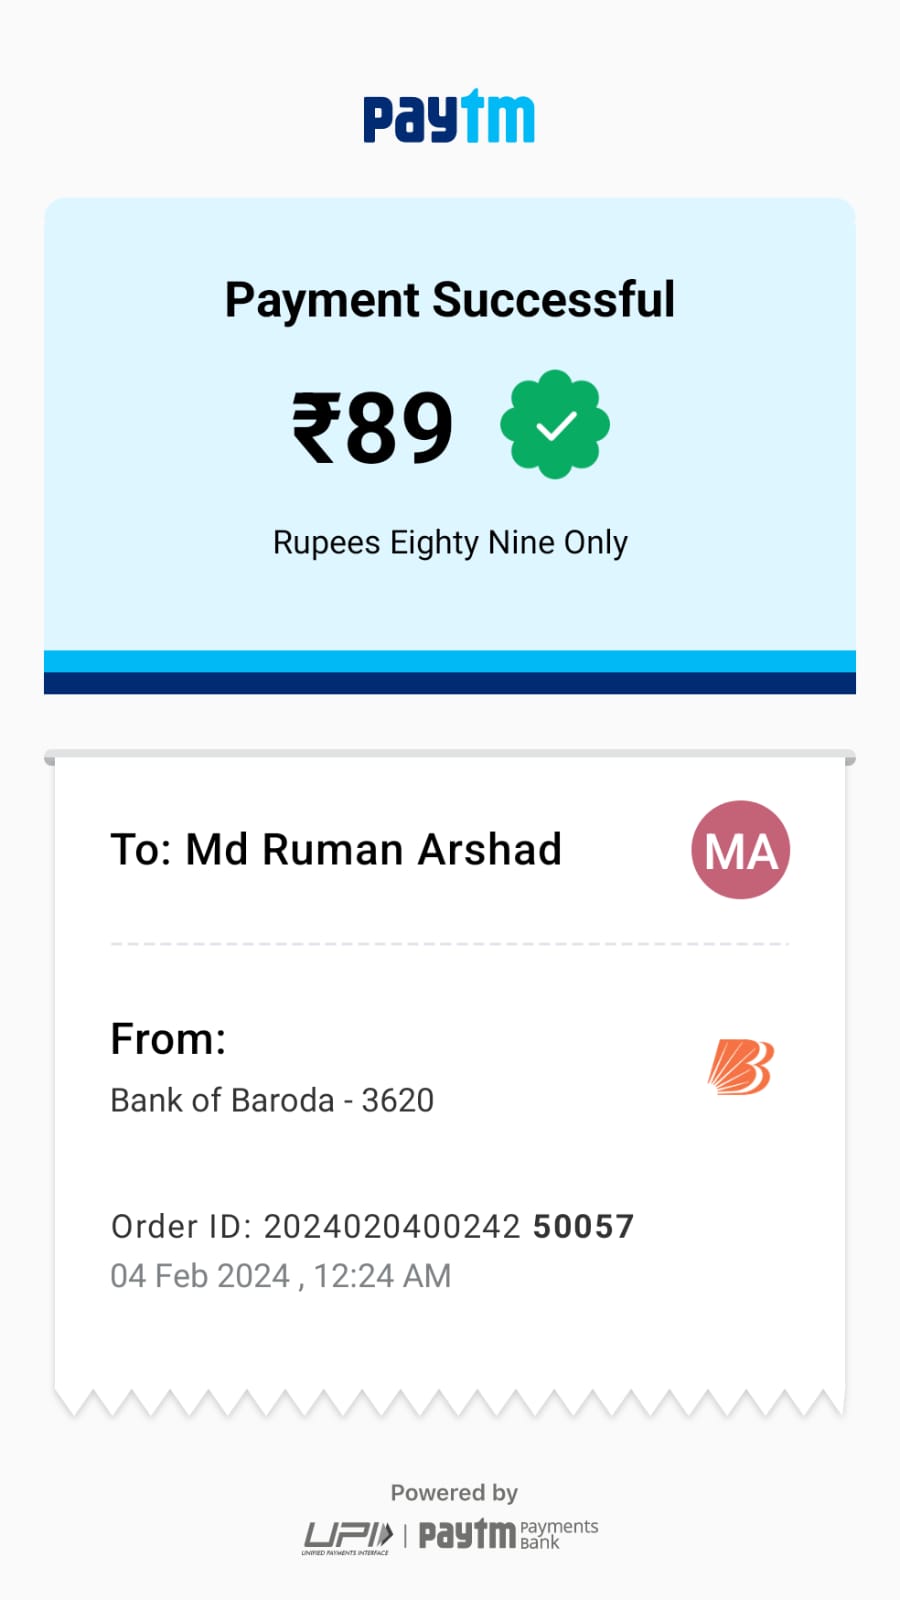 paytm
Payment Successful
₹89
Rupees Eighty Nine Only
To: Md Ruman Arshad
MA
From:
Bank of Baroda - 3620
Order ID: 2024020400242 50057
04 Feb 2024 , 12:24 AM
Powered by
UPI | paytm Payments Bank
UNIFIED PAYMENTS INTERFACE